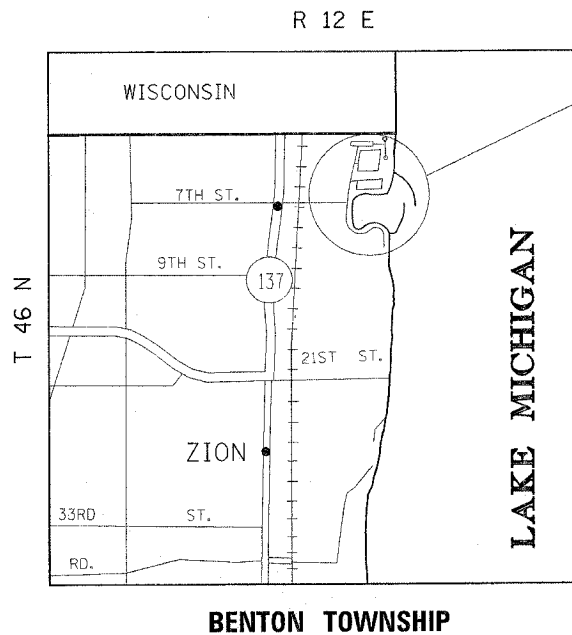 R 12 E
WISCONSIN
7TH ST.
9TH ST.
137
T 46 N
21ST ST.
LAKE MICHIGAN
ZION
33RD ST.
RD.
BENTON TOWNSHIP